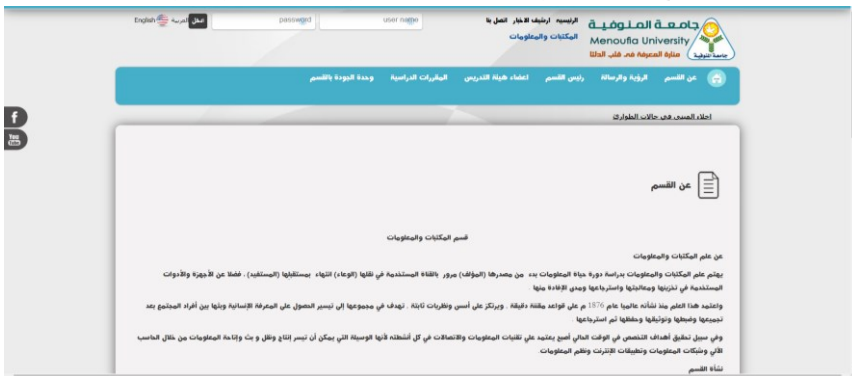 جامعة المنوفية
Menoufia University
منارة المعرفة فى قلب الدلتا
الرئيسيه ارشيف الاخبار اتصل بنا
المكتبات والمعلومات
user name
password
دخول
العربية
English
عن القسم الرؤية والرسالة رئيس القسم اعضاء هيئة التدريس المقررات الدراسية وحدة الجودة بالقسم
اخلاء المبنى فى حالات الطوارئ
f
You Tube
عن القسم
قسم المكتبات والمعلومات
عن علم المكتبات والمعلومات
يهتم علم المكتبات والمعلومات بدراسة دورة حياة المعلومات بدء من مصدرها (المؤلف) مرور بالقناة المستخدمة في نقلها (الوعاء) انتهاء بمستقبلها (المستفيد) ، فضلا عن الأجهزة والأدوات
المستخدمة في تخزينها ومعالجتها واسترجاعها ومدى الإفادة منها .
واعتمد هذا العلم منذ نشأته عالميا عام 1876 م على قواعد مقننة دقيقة . ويرتكز على أسس ونظريات ثابتة . تهدف في مجموعها إلى تيسير الحصول على المعرفة الإنسانية وبثها بين أفراد المجتمع بعد
تجميعها وضبطها وتوثيقها وحفظها ثم استرجاعها .
وفي سبيل تحقيق أهداف التخصص في الوقت الحالي أصبح يعتمد على تقنيات المعلومات والاتصالات في كل أنشطته لأنها الوسيلة التي يمكن أن تيسر إنتاج ونقل و بث وإتاحة المعلومات من خلال الحاسب
الآلي وشبكات المعلومات وتطبيقات الإنترنت ونظم المعلومات.
نشأة القسم